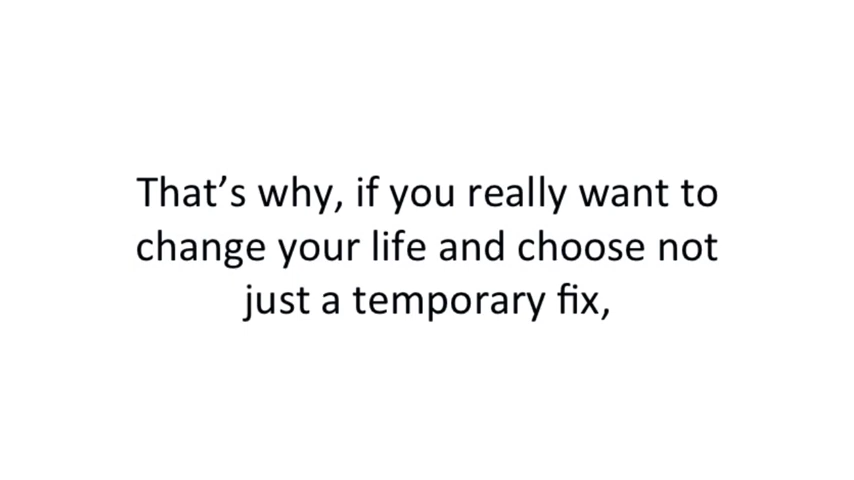 That’s why, if you really want to
change your life and choose not
just a temporary fix,